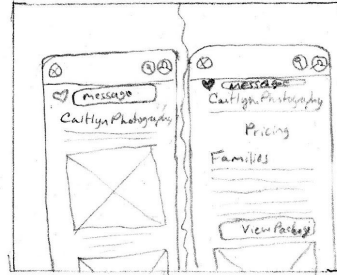 message
Caitlyn Photography
message
Caitlyn Photography
Pricing
Families
View Package